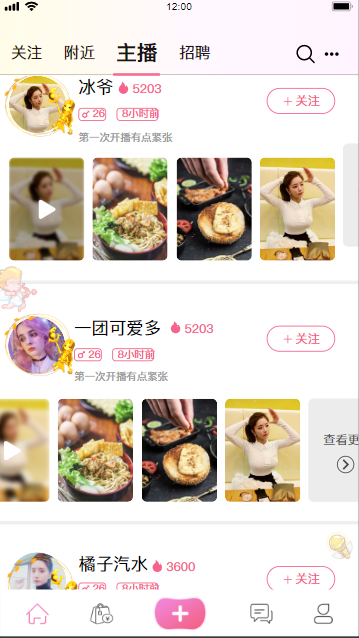 12:00
关注 附近 主播 招聘
冰爷 5203
♂ 26 8小时前
+ 关注
第一次开播有点紧张
一团可爱多 5203
♂ 26 8小时前
+ 关注
第一次开播有点紧张
查看更
橘子汽水 3600
+ 关注